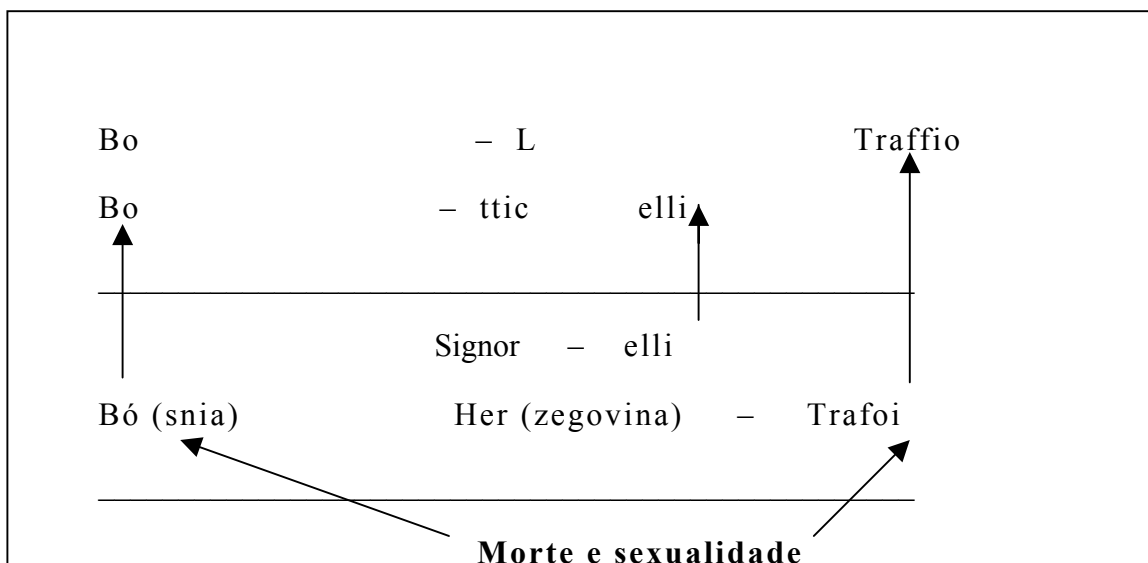 Bo – L Traffio
Bo – ttic elli
Signor – elli
Bó (snia) Her (zegovina) – Trafoi
Morte e sexualidade